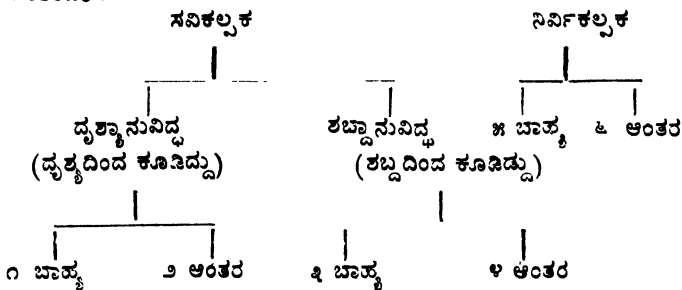 ಸವಿಕಲ್ಪಕ ನಿರ್ವಿಕಲ್ಪಕ
ದೃಶ್ಯಾನುವಿದ್ಧ ಶಬ್ದಾನುವಿದ್ಧ ೫ ಬಾಹ್ಯ ೬ ಆಂತರ
(ದೃಶ್ಯದಿಂದ ಕೂಡಿದ್ದು) (ಶಬ್ದದಿಂದ ಕೂಡಿದ್ದು)
೧ ಬಾಹ್ಯ ೨ ಆಂತರ ೩ ಬಾಹ್ಯ ೪ ಆಂತರ